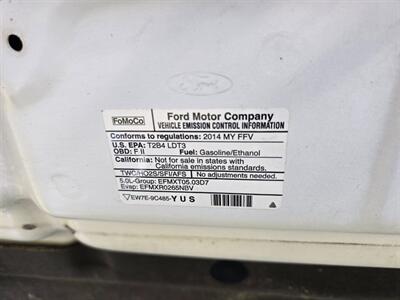 Ford
FoMoCo
Ford Motor Company
VEHICLE EMISSION CONTROL INFORMATION
Conforms to regulations: 2014 MY FFV
U.S. EPA: T2B4 LDT3
OBD: F II Fuel: Gasoline/Ethanol
California: Not for sale in states with
California emissions standards.
TWC/HO2S/SFI/AFS No adjustments needed.
5.0L-Group: EFMXT05.03D7
Evap: EFMXR0265NBV
EW7E-9C485-YUS